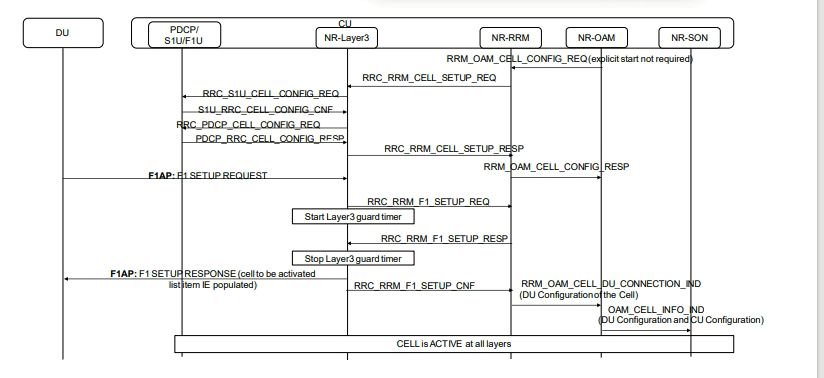 CU
DU
PDCP/
S1U/F1U
NR-Layer3
NR-RRM
NR-OAM
NR-SON
RRM_OAM_CELL_CONFIG_REQ(explicit start not required)
RRC_RRM_CELL_SETUP_REQ
RRC_S1U_CELL_CONFIG_REQ
S1U_RRC_CELL_CONFIG_CNF
RRC_PDCP_CELL_CONFIG_REQ
PDCP_RRC_CELL_CONFIG_RESP
RRC_RRM_CELL_SETUP_RESP
RRM_OAM_CELL_CONFIG_RESP
F1AP: F1 SETUP REQUEST
RRC_RRM_F1_SETUP_REQ
Start Layer3 guard timer
RRC_RRM_F1_SETUP_RESP
Stop Layer3 guard timer
F1AP: F1 SETUP RESPONSE (cell to be activated
list item IE populated)
RRC_RRM_F1_SETUP_CNF
RRM_OAM_CELL_DU_CONNECTION_IND
(DU Configuration of the Cell)
OAM_CELL_INFO_IND
(DU Configuration and CU Configuration)
CELL is ACTIVE at all layers